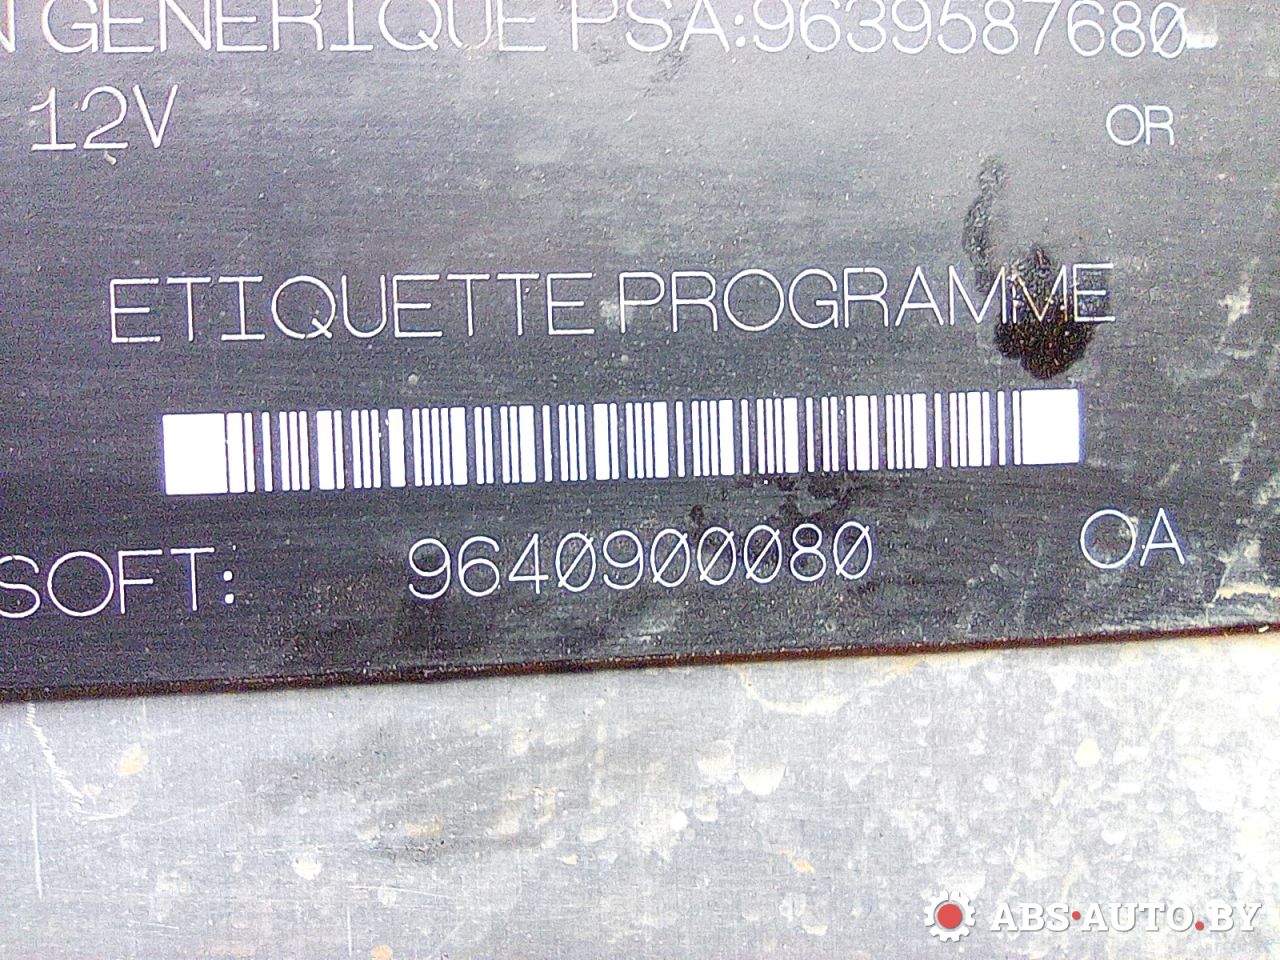 GENERIQUE PSA:9639587680
12V OR
ETIQUETTE PROGRAMME
SOFT: 9640900080 OA
ABS-AUTO.BY